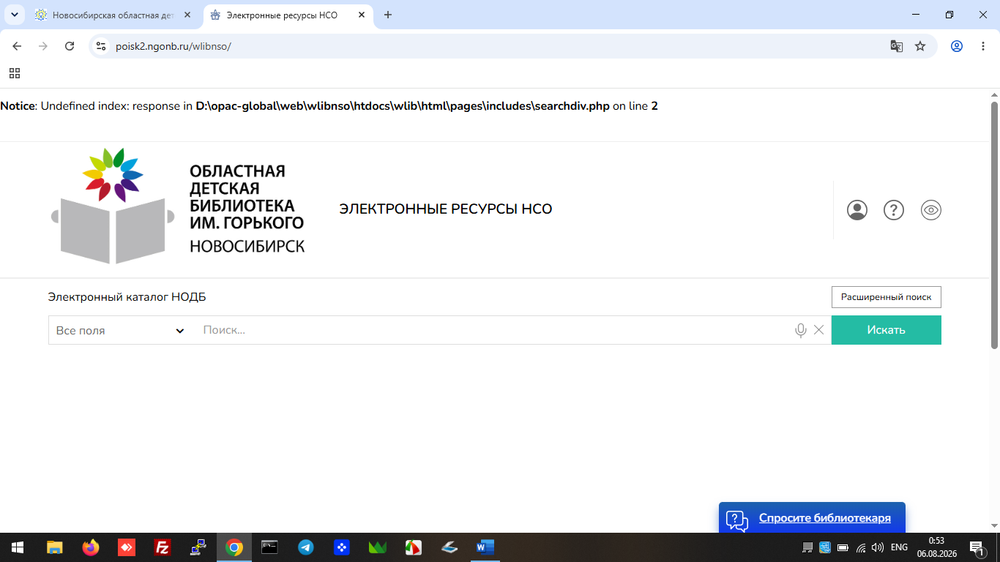 Новосибирская областная дет
Электронные ресурсы НСО
poisk2.ngonb.ru/wlibnso/
Notice: Undefined index: response in D:\opac-global\web\wlibnso\htdocs\wlib\html\pages\includes\searchdiv.php on line 2
ОБЛАСТНАЯ
ДЕТСКАЯ
БИБЛИОТЕКА
ИМ. ГОРЬКОГО
НОВОСИБИРСК
ЭЛЕКТРОННЫЕ РЕСУРСЫ НСО
Электронный каталог НОДБ
Расширенный поиск
Все поля
Поиск...
Искать
Спросите библиотекаря
ENG
0:53
06.08.2026
1